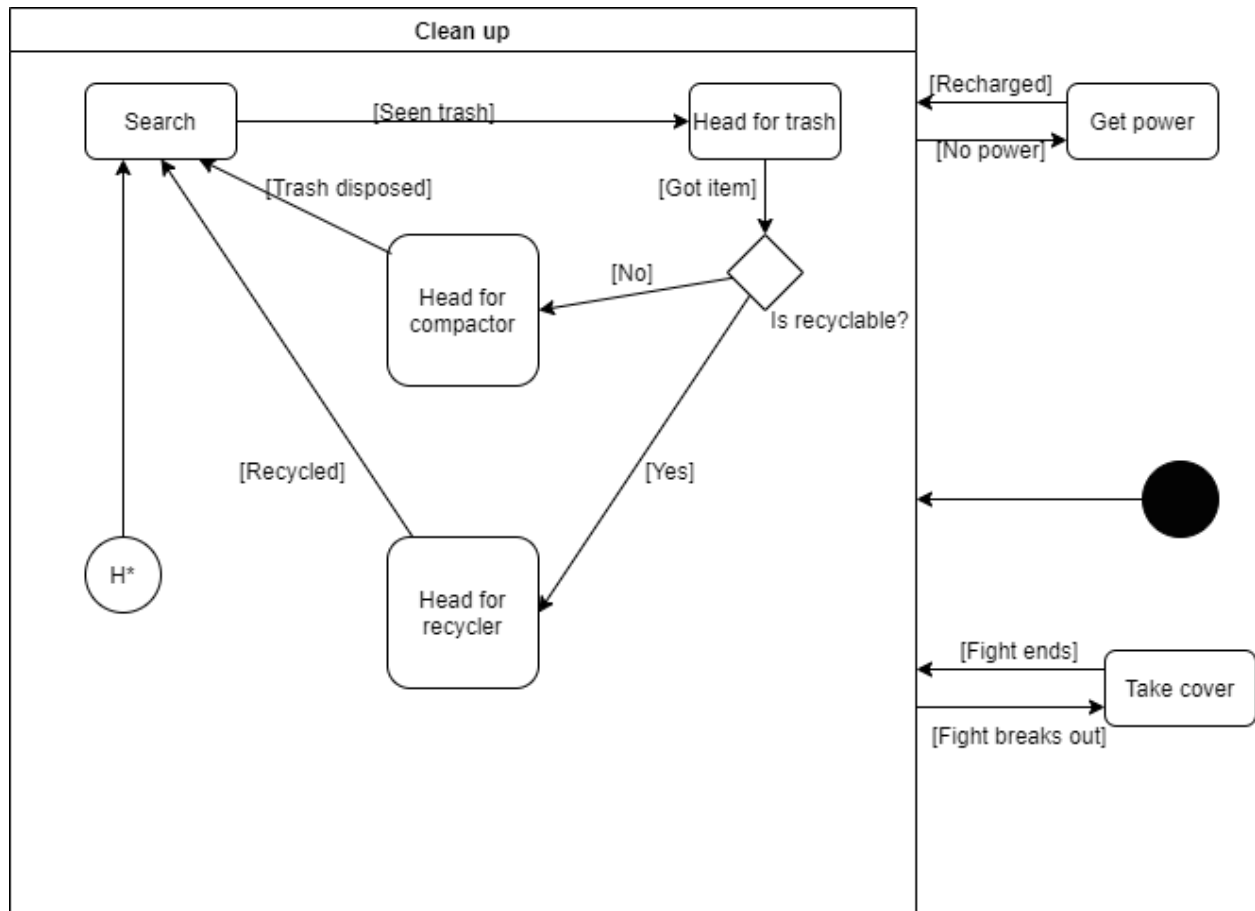 Clean up
[Recharged]
Search
[Seen trash]
Head for trash
Get power
[No power]
[Trash disposed]
[Got item]
[No]
Head for
compactor
Is recyclable?
[Recycled]
[Yes]
H*
Head for
recycler
[Fight ends]
Take cover
[Fight breaks out]